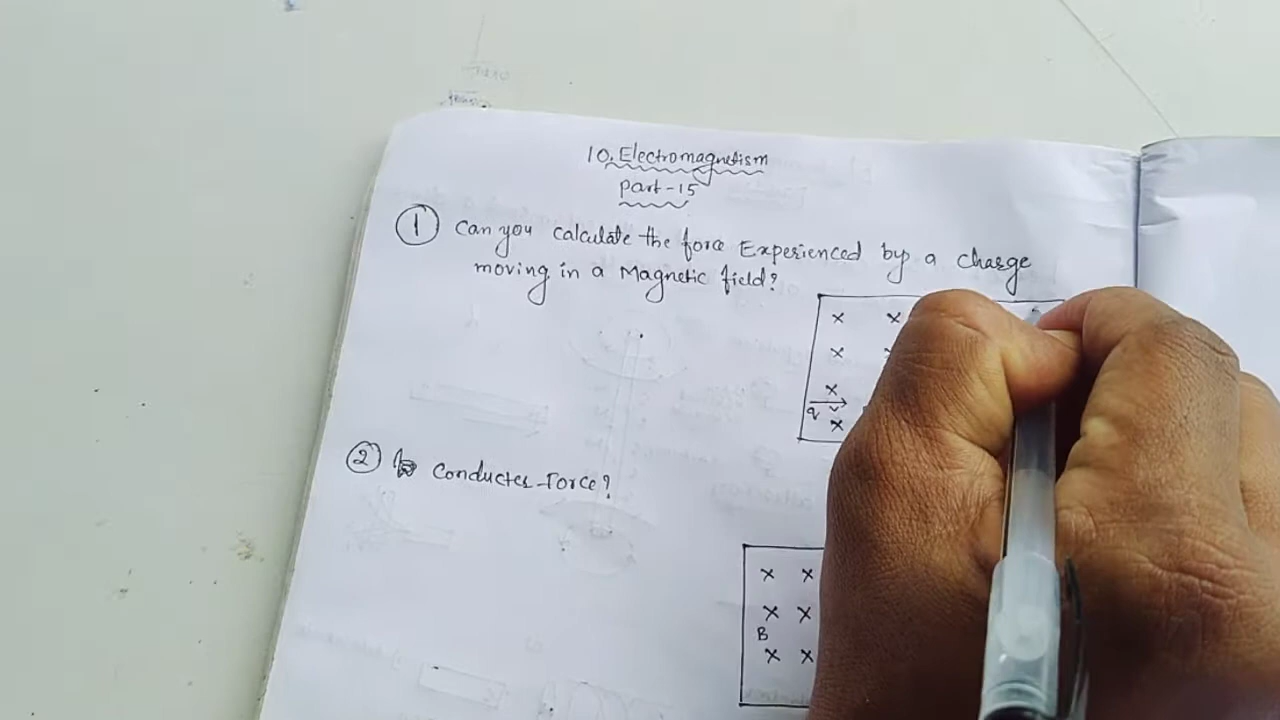 10. Electromagnetism
part-15
① Can you calculate the force Experienced by a charge
moving in a Magnetic field?
x x
x
x
q v
x
② Conductor Force?
x x
x x
B
x x